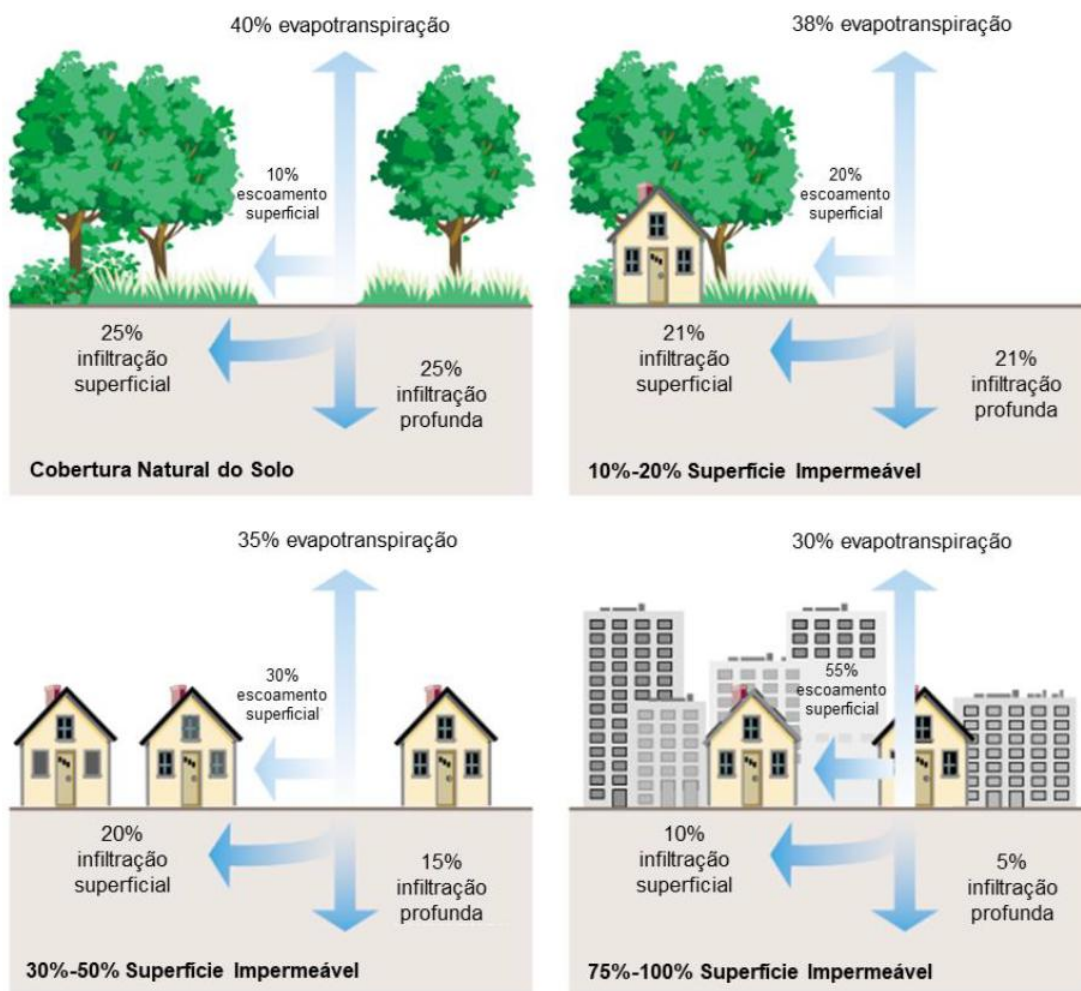 40% evapotranspiração
10%
escoamento
superficial
25%
infiltração
superficial
25%
infiltração
profunda
Cobertura Natural do Solo
38% evapotranspiração
20%
escoamento
superficial
21%
infiltração
superficial
21%
infiltração
profunda
10%-20% Superfície Impermeável
35% evapotranspiração
30%
escoamento
superficial
20%
infiltração
superficial
15%
infiltração
profunda
30%-50% Superfície Impermeável
30% evapotranspiração
55%
escoamento
superficial
10%
infiltração
superficial
5%
infiltração
profunda
75%-100% Superfície Impermeável